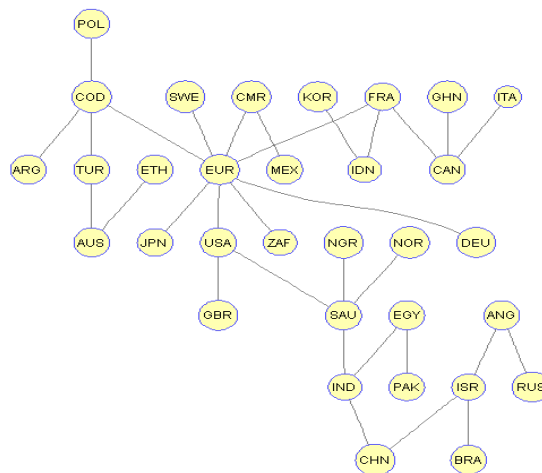 POL
COD SWE CMR KOR FRA GHN ITA
ARG TUR ETH EUR MEX IDN CAN
AUS JPN USA ZAF NGR NOR DEU
GBR SAU EGY ANG
IND PAK ISR RUS
CHN BRA